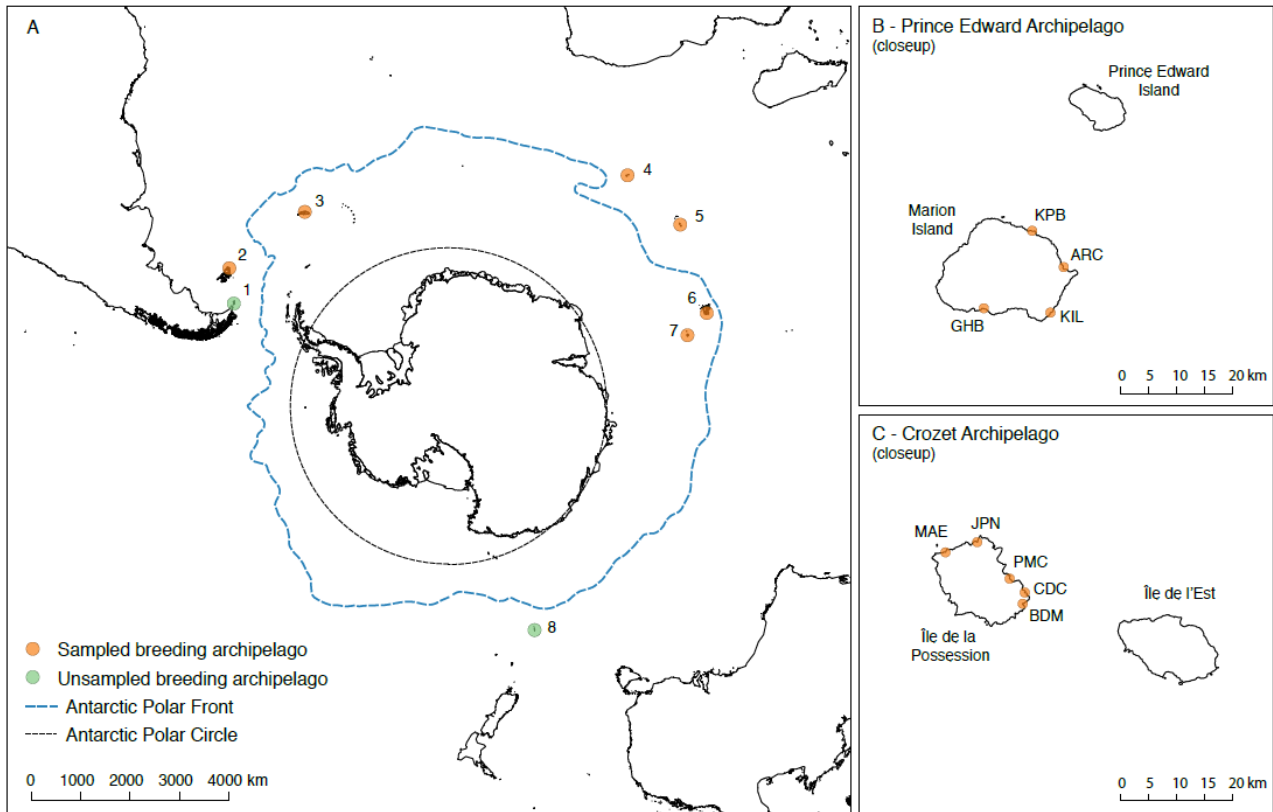 A
1
2
3
4
5
6
7
8
Sampled breeding archipelago
Unsampled breeding archipelago
Antarctic Polar Front
Antarctic Polar Circle
0 1000 2000 3000 4000 km
B - Prince Edward Archipelago
(closeup)
Prince Edward
Island
Marion
Island
KPB
ARC
GHB
KIL
0 5 10 15 20 km
C - Crozet Archipelago
(closeup)
MAE
JPN
PMC
CDC
BDM
Île de l'Est
Île de la
Possession
0 5 10 15 20 km